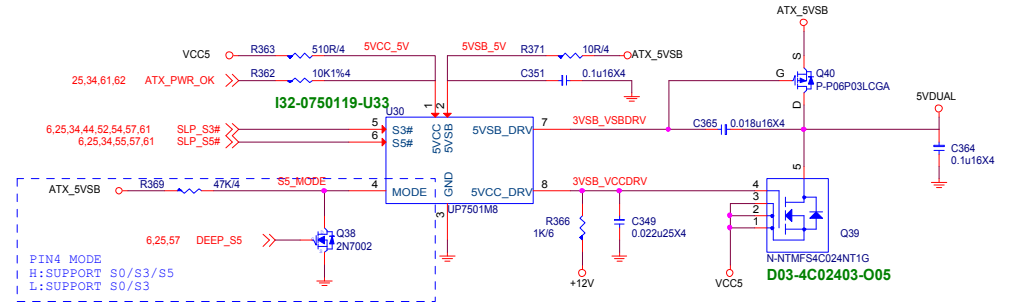 ATX_5VSB
VCC5
R363
510R/4
5VCC_5V
5VSB_5V
R371
10R/4
ATX_5VSB
25,34,61,62
ATX_PWR_OK
R362
10K1%4
C351
0.1u16X4
S
G
Q40
P-P06P03LCGA
D
I32-0750119-U33
U30
1
2
5VDUAL
6,25,34,44,52,54,57,61
SLP_S3#
5
S3#
6,25,34,55,57,61
SLP_S5#
6
S5#
5VCC
5VSB
5VSB_DRV
7
3VSB_VSBDRV
C365
0.018u16X4
C364
0.1u16X4
ATX_5VSB
R369
47K/4
S5_MODE
4
MODE
GND
5VCC_DRV
8
3VSB_VCCDRV
UP7501M8
3
5
4
3
2
1
Q39
6,25,57
DEEP_S5
Q38
2N7002
R366
1K/6
C349
0.022u25X4
+12V
VCC5
N-NTMFS4C024NT1G
D03-4C02403-O05
PIN4 MODE
H:SUPPORT S0/S3/S5
L:SUPPORT S0/S3